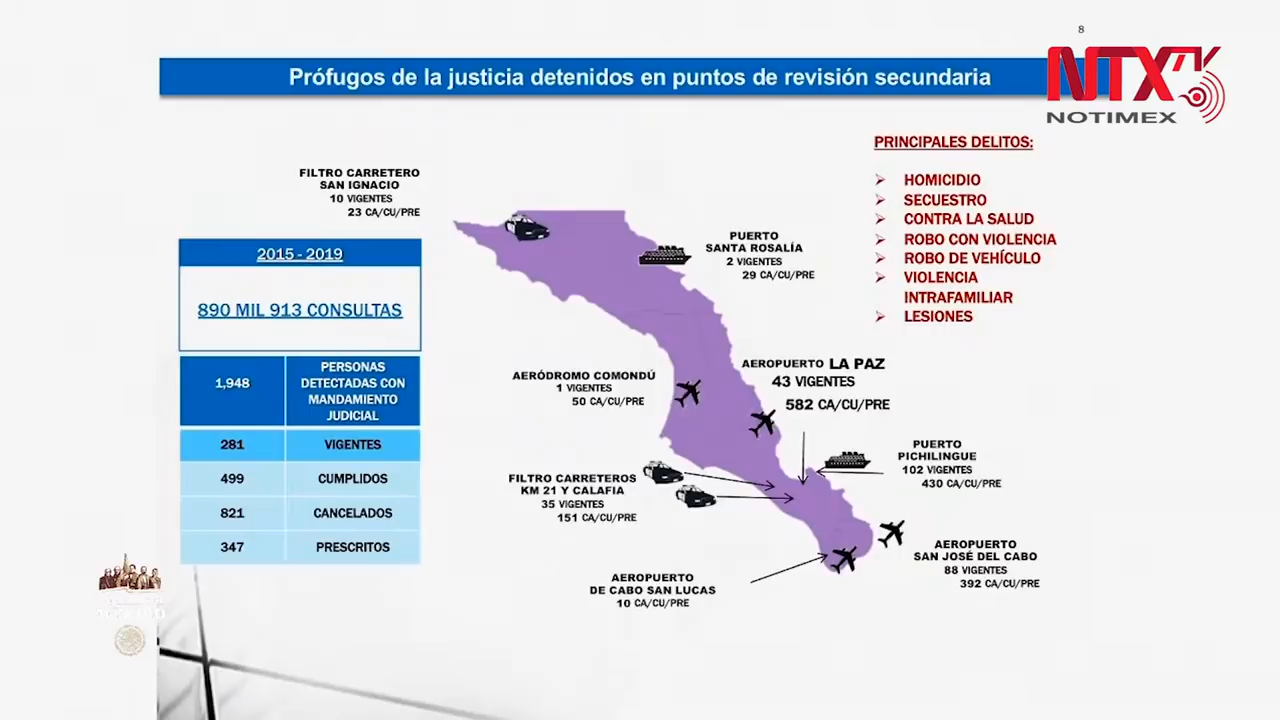 8
Prófugos de la justicia detenidos en puntos de revisión secundaria
NTX TV
NOTIMEX
PRINCIPALES DELITOS:
HOMICIDIO
SECUESTRO
CONTRA LA SALUD
ROBO CON VIOLENCIA
ROBO DE VEHÍCULO
VIOLENCIA
INTRAFAMILIAR
LESIONES
FILTRO CARRETERO
SAN IGNACIO
10 VIGENTES
23 CA/CU/PRE
PUERTO
SANTA ROSALÍA
2 VIGENTES
29 CA/CU/PRE
2015 - 2019
890 MIL 913 CONSULTAS
1,948 PERSONAS
DETECTADAS CON
MANDAMIENTO
JUDICIAL
281 VIGENTES
499 CUMPLIDOS
821 CANCELADOS
347 PRESCRITOS
AERÓDROMO COMONDÚ
1 VIGENTES
50 CA/CU/PRE
AEROPUERTO LA PAZ
43 VIGENTES
582 CA/CU/PRE
PUERTO
PICHILINGUE
102 VIGENTES
430 CA/CU/PRE
FILTRO CARRETEROS
KM 21 Y CALAFIA
35 VIGENTES
151 CA/CU/PRE
AEROPUERTO
SAN JOSÉ DEL CABO
88 VIGENTES
392 CA/CU/PRE
AEROPUERTO
DE CABO SAN LUCAS
10 CA/CU/PRE